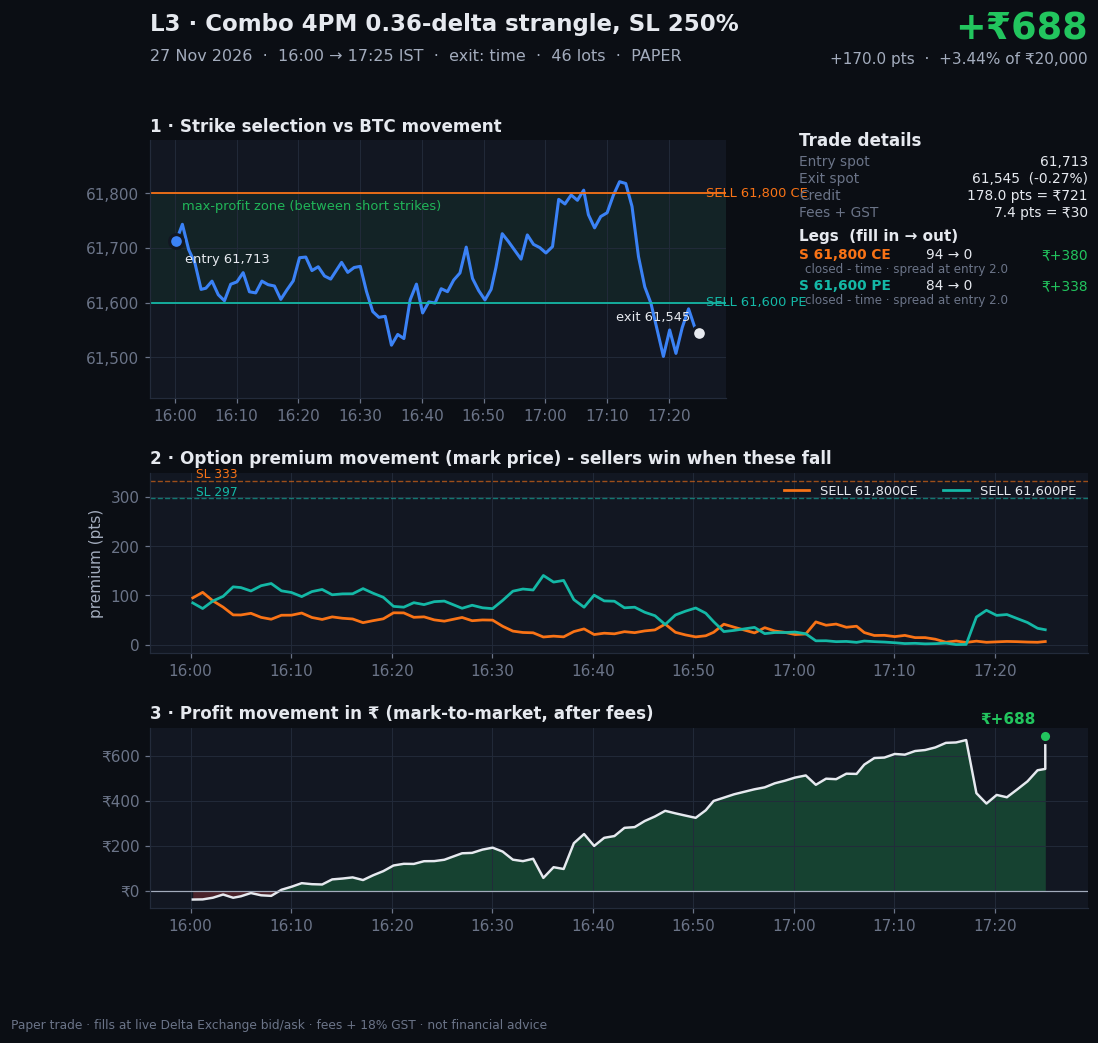 L3 · Combo 4PM 0.36-delta strangle, SL 250%
+₹688
27 Nov 2026 · 16:00 → 17:25 IST · exit: time · 46 lots · PAPER
+170.0 pts · +3.44% of ₹20,000
1 · Strike selection vs BTC movement
61,800
61,700
61,600
61,500
SELL 61,800 CE
max-profit zone (between short strikes)
entry 61,713
SELL 61,600 PE
exit 61,545
16:00 16:10 16:20 16:30 16:40 16:50 17:00 17:10 17:20
Trade details
Entry spot 61,713
Exit spot 61,545 (-0.27%)
Credit 178.0 pts = ₹721
Fees + GST 7.4 pts = ₹30
Legs (fill in → out)
S 61,800 CE 94 → 0 ₹+380
closed - time · spread at entry 2.0
S 61,600 PE 84 → 0 ₹+338
closed - time · spread at entry 2.0
2 · Option premium movement (mark price) - sellers win when these fall
SL 333
SL 297
SELL 61,800CE SELL 61,600PE
premium (pts)
300
200
100
0
16:00 16:10 16:20 16:30 16:40 16:50 17:00 17:10 17:20
3 · Profit movement in ₹ (mark-to-market, after fees)
₹+688
₹600
₹400
₹200
₹0
16:00 16:10 16:20 16:30 16:40 16:50 17:00 17:10 17:20
Paper trade · fills at live Delta Exchange bid/ask · fees + 18% GST · not financial advice